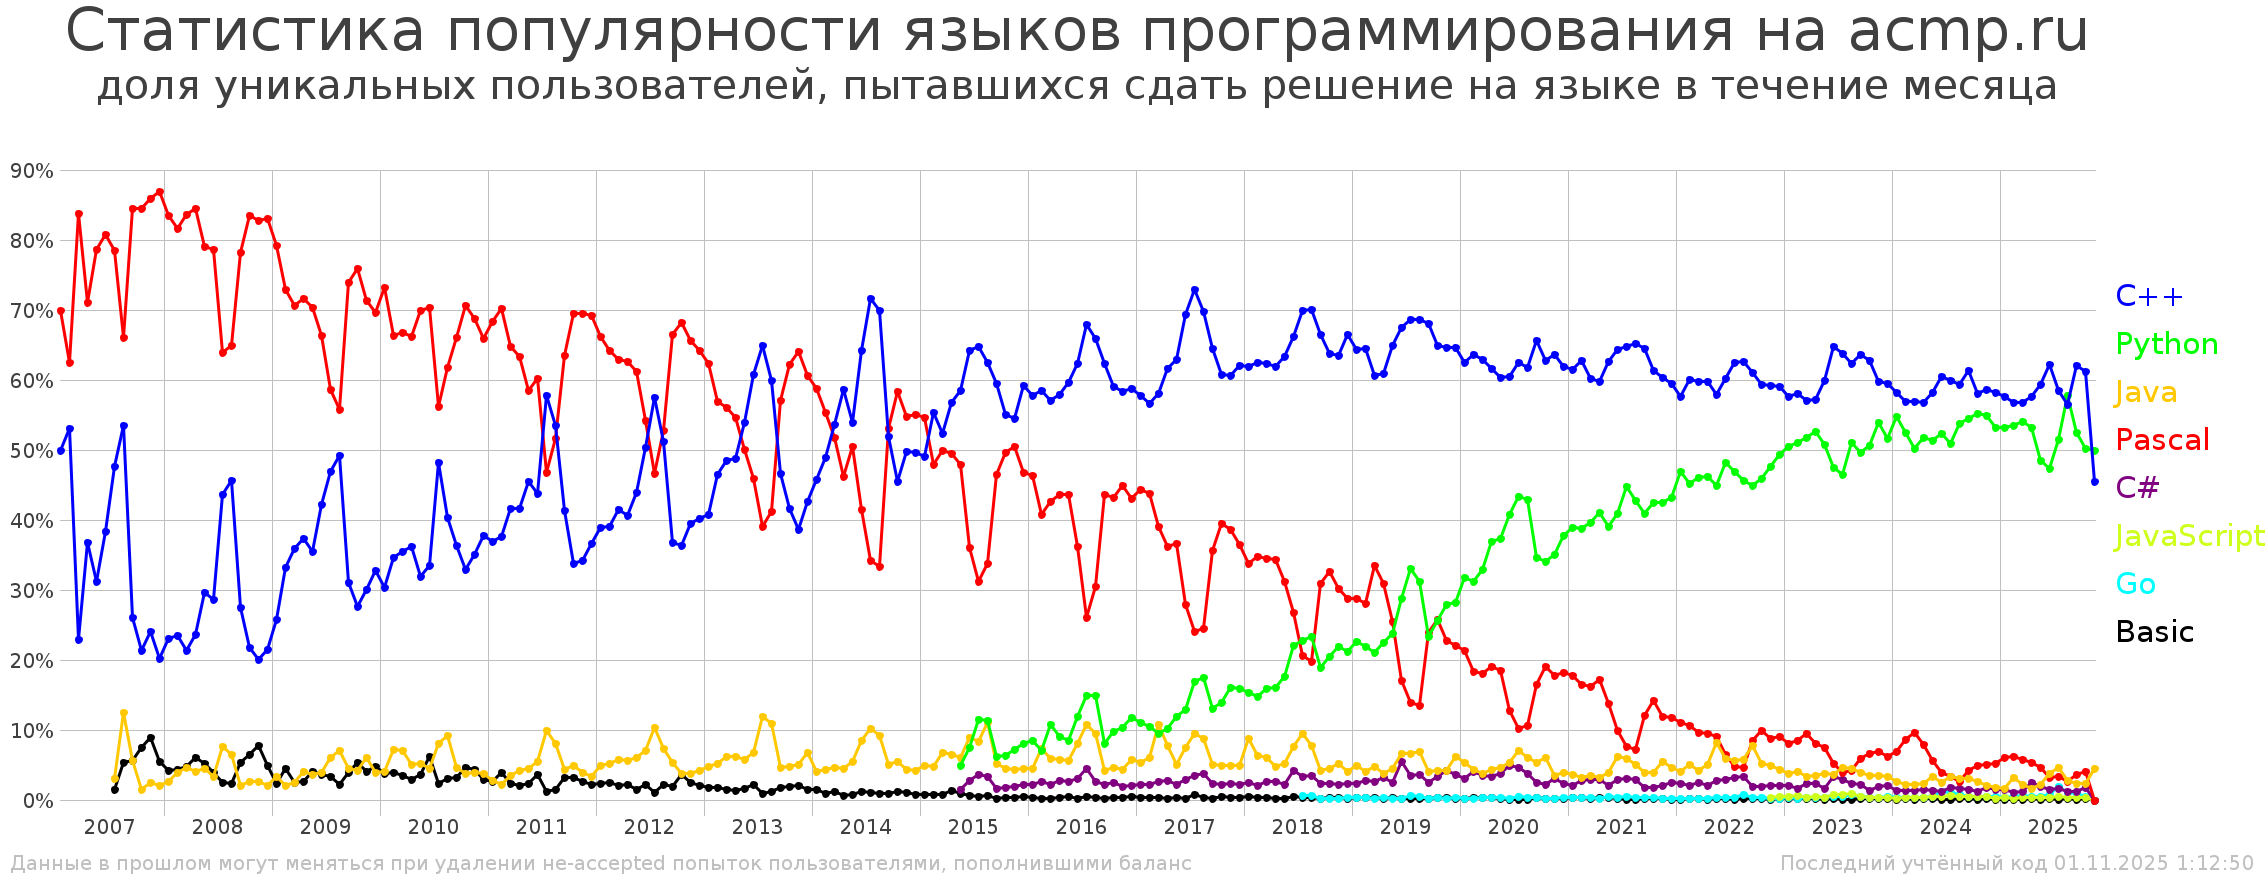 Статистика популярности языков программирования на acmp.ru
доля уникальных пользователей, пытавшихся сдать решение на языке в течение месяца
90%
80%
70%
60%
50%
40%
30%
20%
10%
0%
C++
Python
Java
Pascal
C#
JavaScript
Go
Basic
2007 2008 2009 2010 2011 2012 2013 2014 2015 2016 2017 2018 2019 2020 2021 2022 2023 2024 2025
Данные в прошлом могут меняться при удалении не-accepted попыток пользователями, пополнившими баланс
Последний учтённый код 01.11.2025 1:12:50